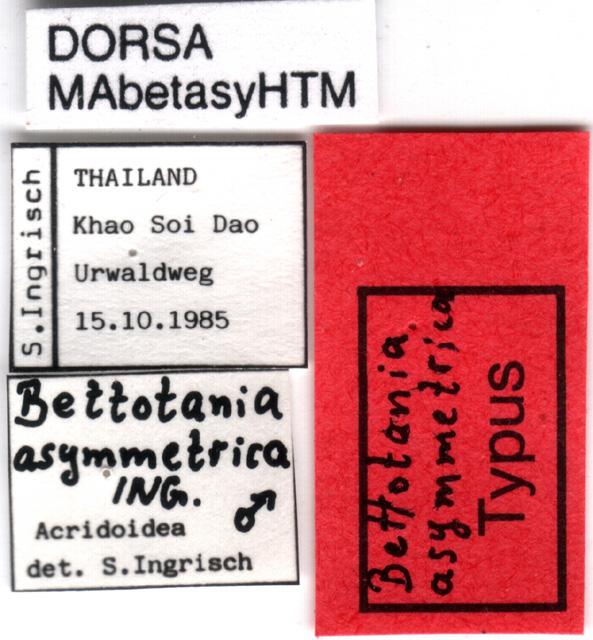 DORSA
MAbetasyHTM
S.Ingrisch
THAILAND
Khao Soi Dao
Urwaldweg
15.10.1985
Bettotania
asymmetrica
ING. ♂
Acridoidea
det. S.Ingrisch
Bettotania
asymmetrica
Typus